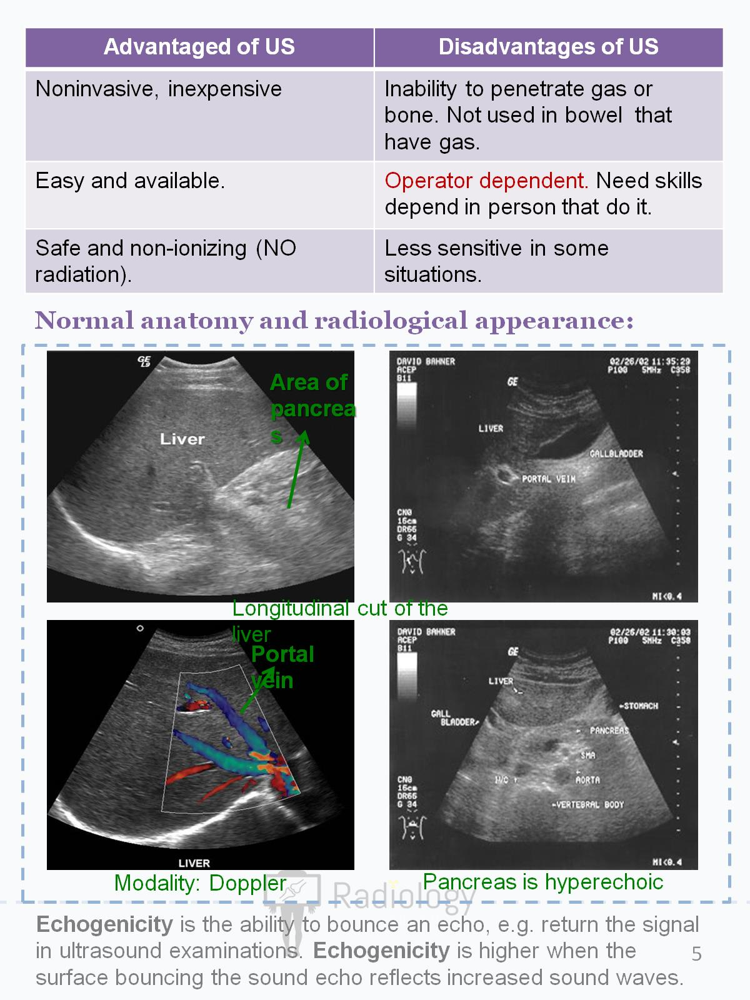 Advantaged of US
Disadvantages of US
Noninvasive, inexpensive
Inability to penetrate gas or
bone. Not used in bowel that
have gas.
Easy and available.
Operator dependent. Need skills
depend in person that do it.
Safe and non-ionizing (NO
radiation).
Less sensitive in some
situations.
Normal anatomy and radiological appearance:
GE
L9
Area of
pancrea
s
Liver
DAVID BAHNER
ACEP
B11
02/26/02 11:35:29
P100 5MHz C358
GE
LIVER
GALLBLADDER
PORTAL VEIN
CN0
16cm
DR66
G 34
MI<0.4
Longitudinal cut of the
liver
Portal
vein
LIVER
DAVID BAHNER
ACEP
B11
02/26/02 11:30:03
P100 5MHz C358
GE
LIVER
STOMACH
GALL
BLADDER
PANCREAS
SMA
IVC
AORTA
VERTEBRAL BODY
CN0
16cm
DR66
G 34
MI<0.4
Modality: Doppler
Pancreas is hyperechoic
Radiology
Echogenicity is the ability to bounce an echo, e.g. return the signal
in ultrasound examinations. Echogenicity is higher when the
surface bouncing the sound echo reflects increased sound waves.
5